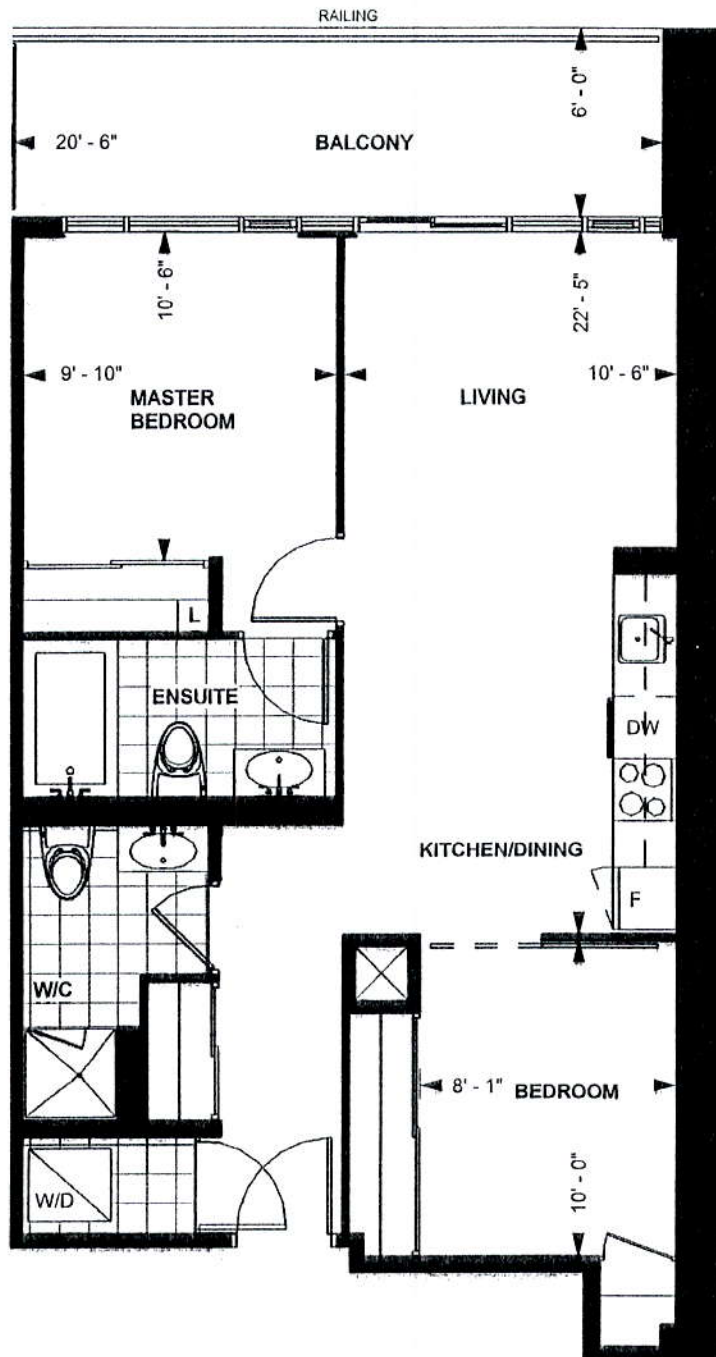 RAILING
6' - 0"
20' - 6"
BALCONY
10' - 6"
22' - 5"
9' - 10"
10' - 6"
MASTER
BEDROOM
LIVING
L
ENSUITE
DW
KITCHEN/DINING
F
W/C
8' - 1"
BEDROOM
10' - 0"
W/D